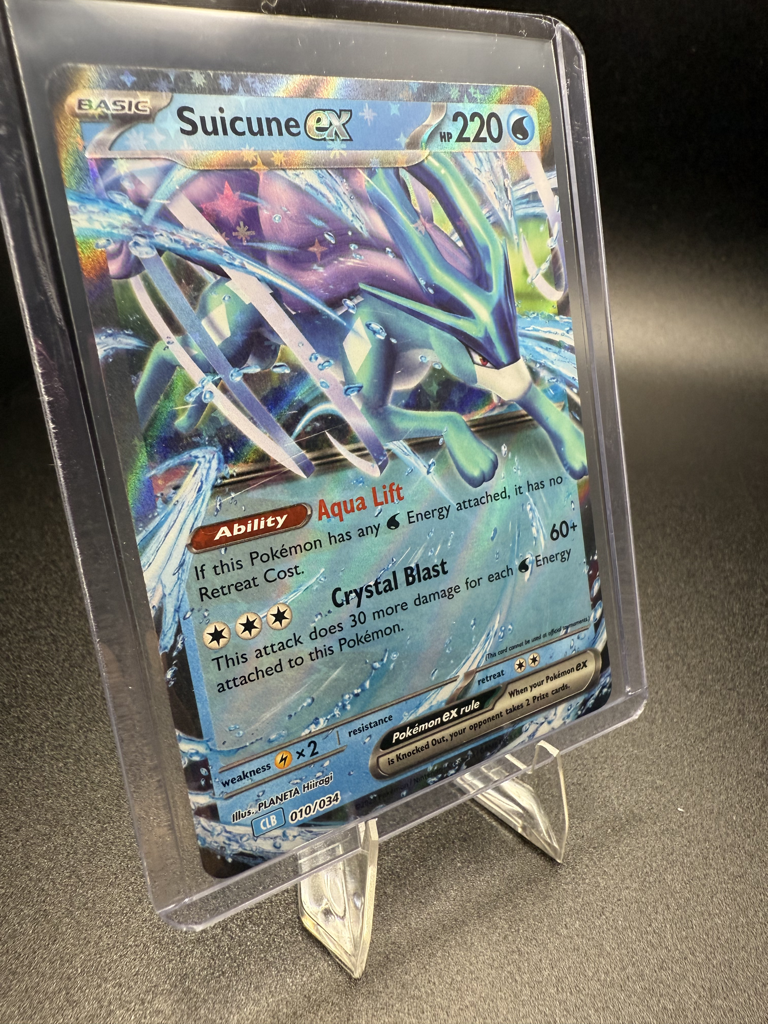 BASIC Suicune ex HP 220
Ability Aqua Lift
If this Pokémon has any Energy attached, it has no
Retreat Cost.
Crystal Blast 60+
This attack does 30 more damage for each Energy
attached to this Pokémon.
(This card cannot be used at official tournaments.)
weakness ×2 resistance retreat
Pokémon ex rule When your Pokémon ex
is Knocked Out, your opponent takes 2 Prize cards.
Illus. PLANETA Hiiragi
CLB 010/034